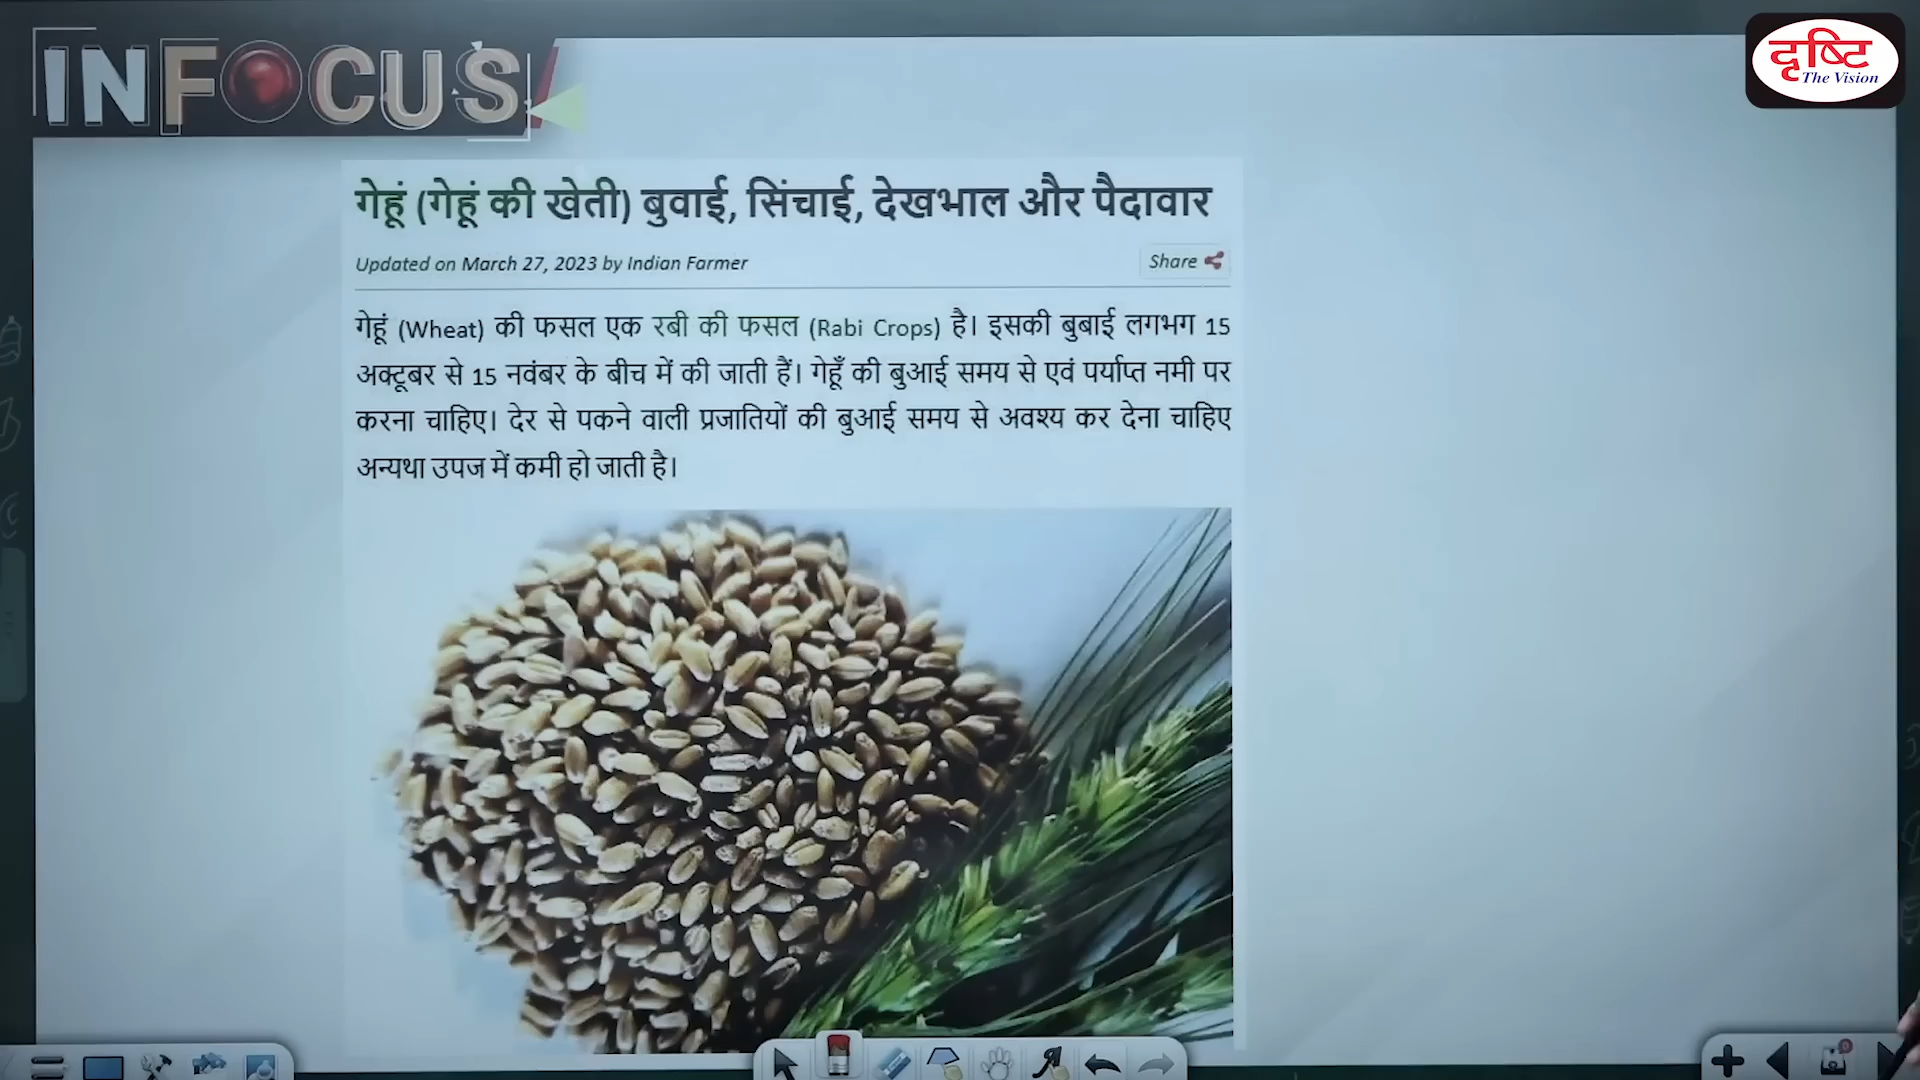 INFOCUS
दृष्टि
The Vision
गेहूं (गेहूं की खेती) बुवाई, सिंचाई, देखभाल और पैदावार
Updated on March 27, 2023 by Indian Farmer
Share
गेहूं (Wheat) की फसल एक रबी की फसल (Rabi Crops) है। इसकी बुबाई लगभग 15
अक्टूबर से 15 नवंबर के बीच में की जाती हैं। गेहूँ की बुआई समय से एवं पर्याप्त नमी पर
करना चाहिए। देर से पकने वाली प्रजातियों की बुआई समय से अवश्य कर देना चाहिए
अन्यथा उपज में कमी हो जाती है।